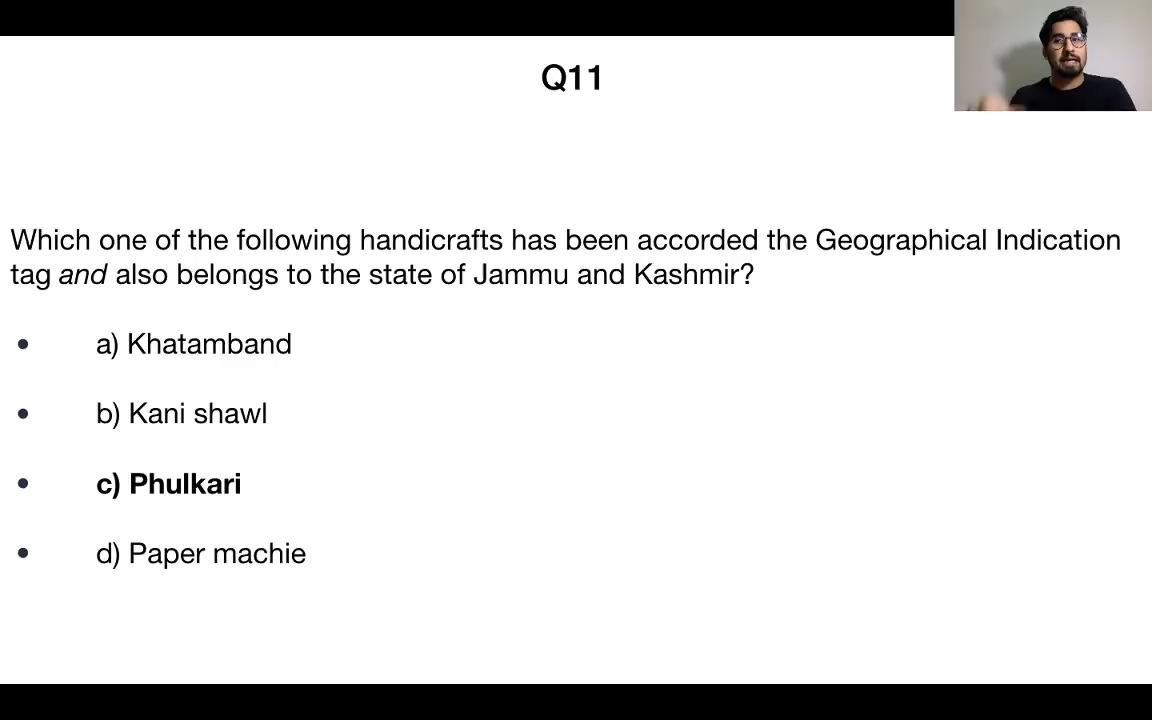 Q11
Which one of the following handicrafts has been accorded the Geographical Indication
tag and also belongs to the state of Jammu and Kashmir?
• a) Khatamband
• b) Kani shawl
• c) Phulkari
• d) Paper machie